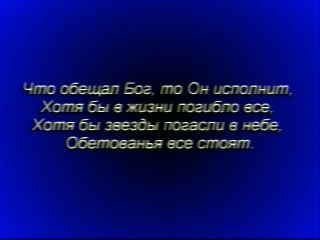 Что обещал Бог, то Он исполнит,
Хотя бы в жизни погибло все,
Хотя бы звезды погасли в небе,
Обетованья все стоят.